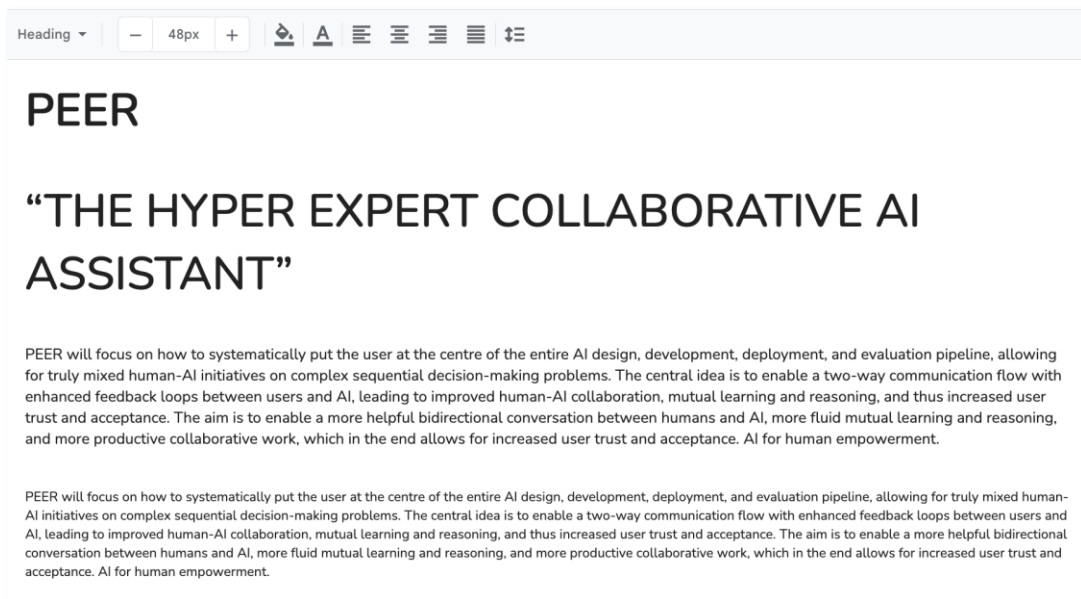 Heading
48px
PEER
“THE HYPER EXPERT COLLABORATIVE AI
ASSISTANT”
PEER will focus on how to systematically put the user at the centre of the entire AI design, development, deployment, and evaluation pipeline, allowing
for truly mixed human-AI initiatives on complex sequential decision-making problems. The central idea is to enable a two-way communication flow with
enhanced feedback loops between users and AI, leading to improved human-AI collaboration, mutual learning and reasoning, and thus increased user
trust and acceptance. The aim is to enable a more helpful bidirectional conversation between humans and AI, more fluid mutual learning and reasoning,
and more productive collaborative work, which in the end allows for increased user trust and acceptance. AI for human empowerment.
PEER will focus on how to systematically put the user at the centre of the entire AI design, development, deployment, and evaluation pipeline, allowing for truly mixed human-
AI initiatives on complex sequential decision-making problems. The central idea is to enable a two-way communication flow with enhanced feedback loops between users and
AI, leading to improved human-AI collaboration, mutual learning and reasoning, and thus increased user trust and acceptance. The aim is to enable a more helpful bidirectional
conversation between humans and AI, more fluid mutual learning and reasoning, and more productive collaborative work, which in the end allows for increased user trust and
acceptance. AI for human empowerment.